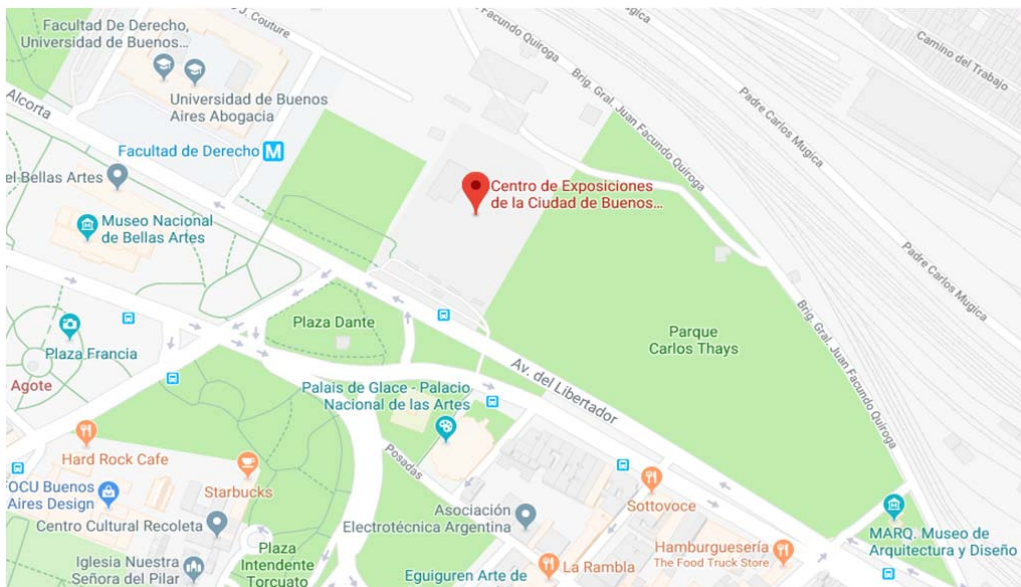 Facultad De Derecho,
Universidad de Buenos...
J. Couture
Facundo Quiroga
Camino del Trabajo
Universidad de Buenos
Aires Abogacia
Brig. Gral. Juan Facundo Quiroga
Padre Carlos Mugica
Alcorta
Facultad de Derecho M
el Bellas Artes
Centro de Exposiciones
de la Ciudad de Buenos...
Museo Nacional
de Bellas Artes
Padre Carlos Mugica
Plaza Dante
Plaza Francia
Parque
Carlos Thays
Brig. Gral. Juan Facundo Quiroga
Av. del Libertador
Agote
Palais de Glace - Palacio
Nacional de las Artes
Hard Rock Cafe
Posadas
Starbucks
OCU Buenos
Aires Design
Sottovoce
Asociación
Electrotécnica Argentina
Centro Cultural Recoleta
MARQ. Museo de
Arquitectura y Diseño
Hamburguesería
The Food Truck Store
Plaza
Intendente
Torcuato
Iglesia Nuestra
Señora del Pilar
La Rambla
Eguiguren Arte de